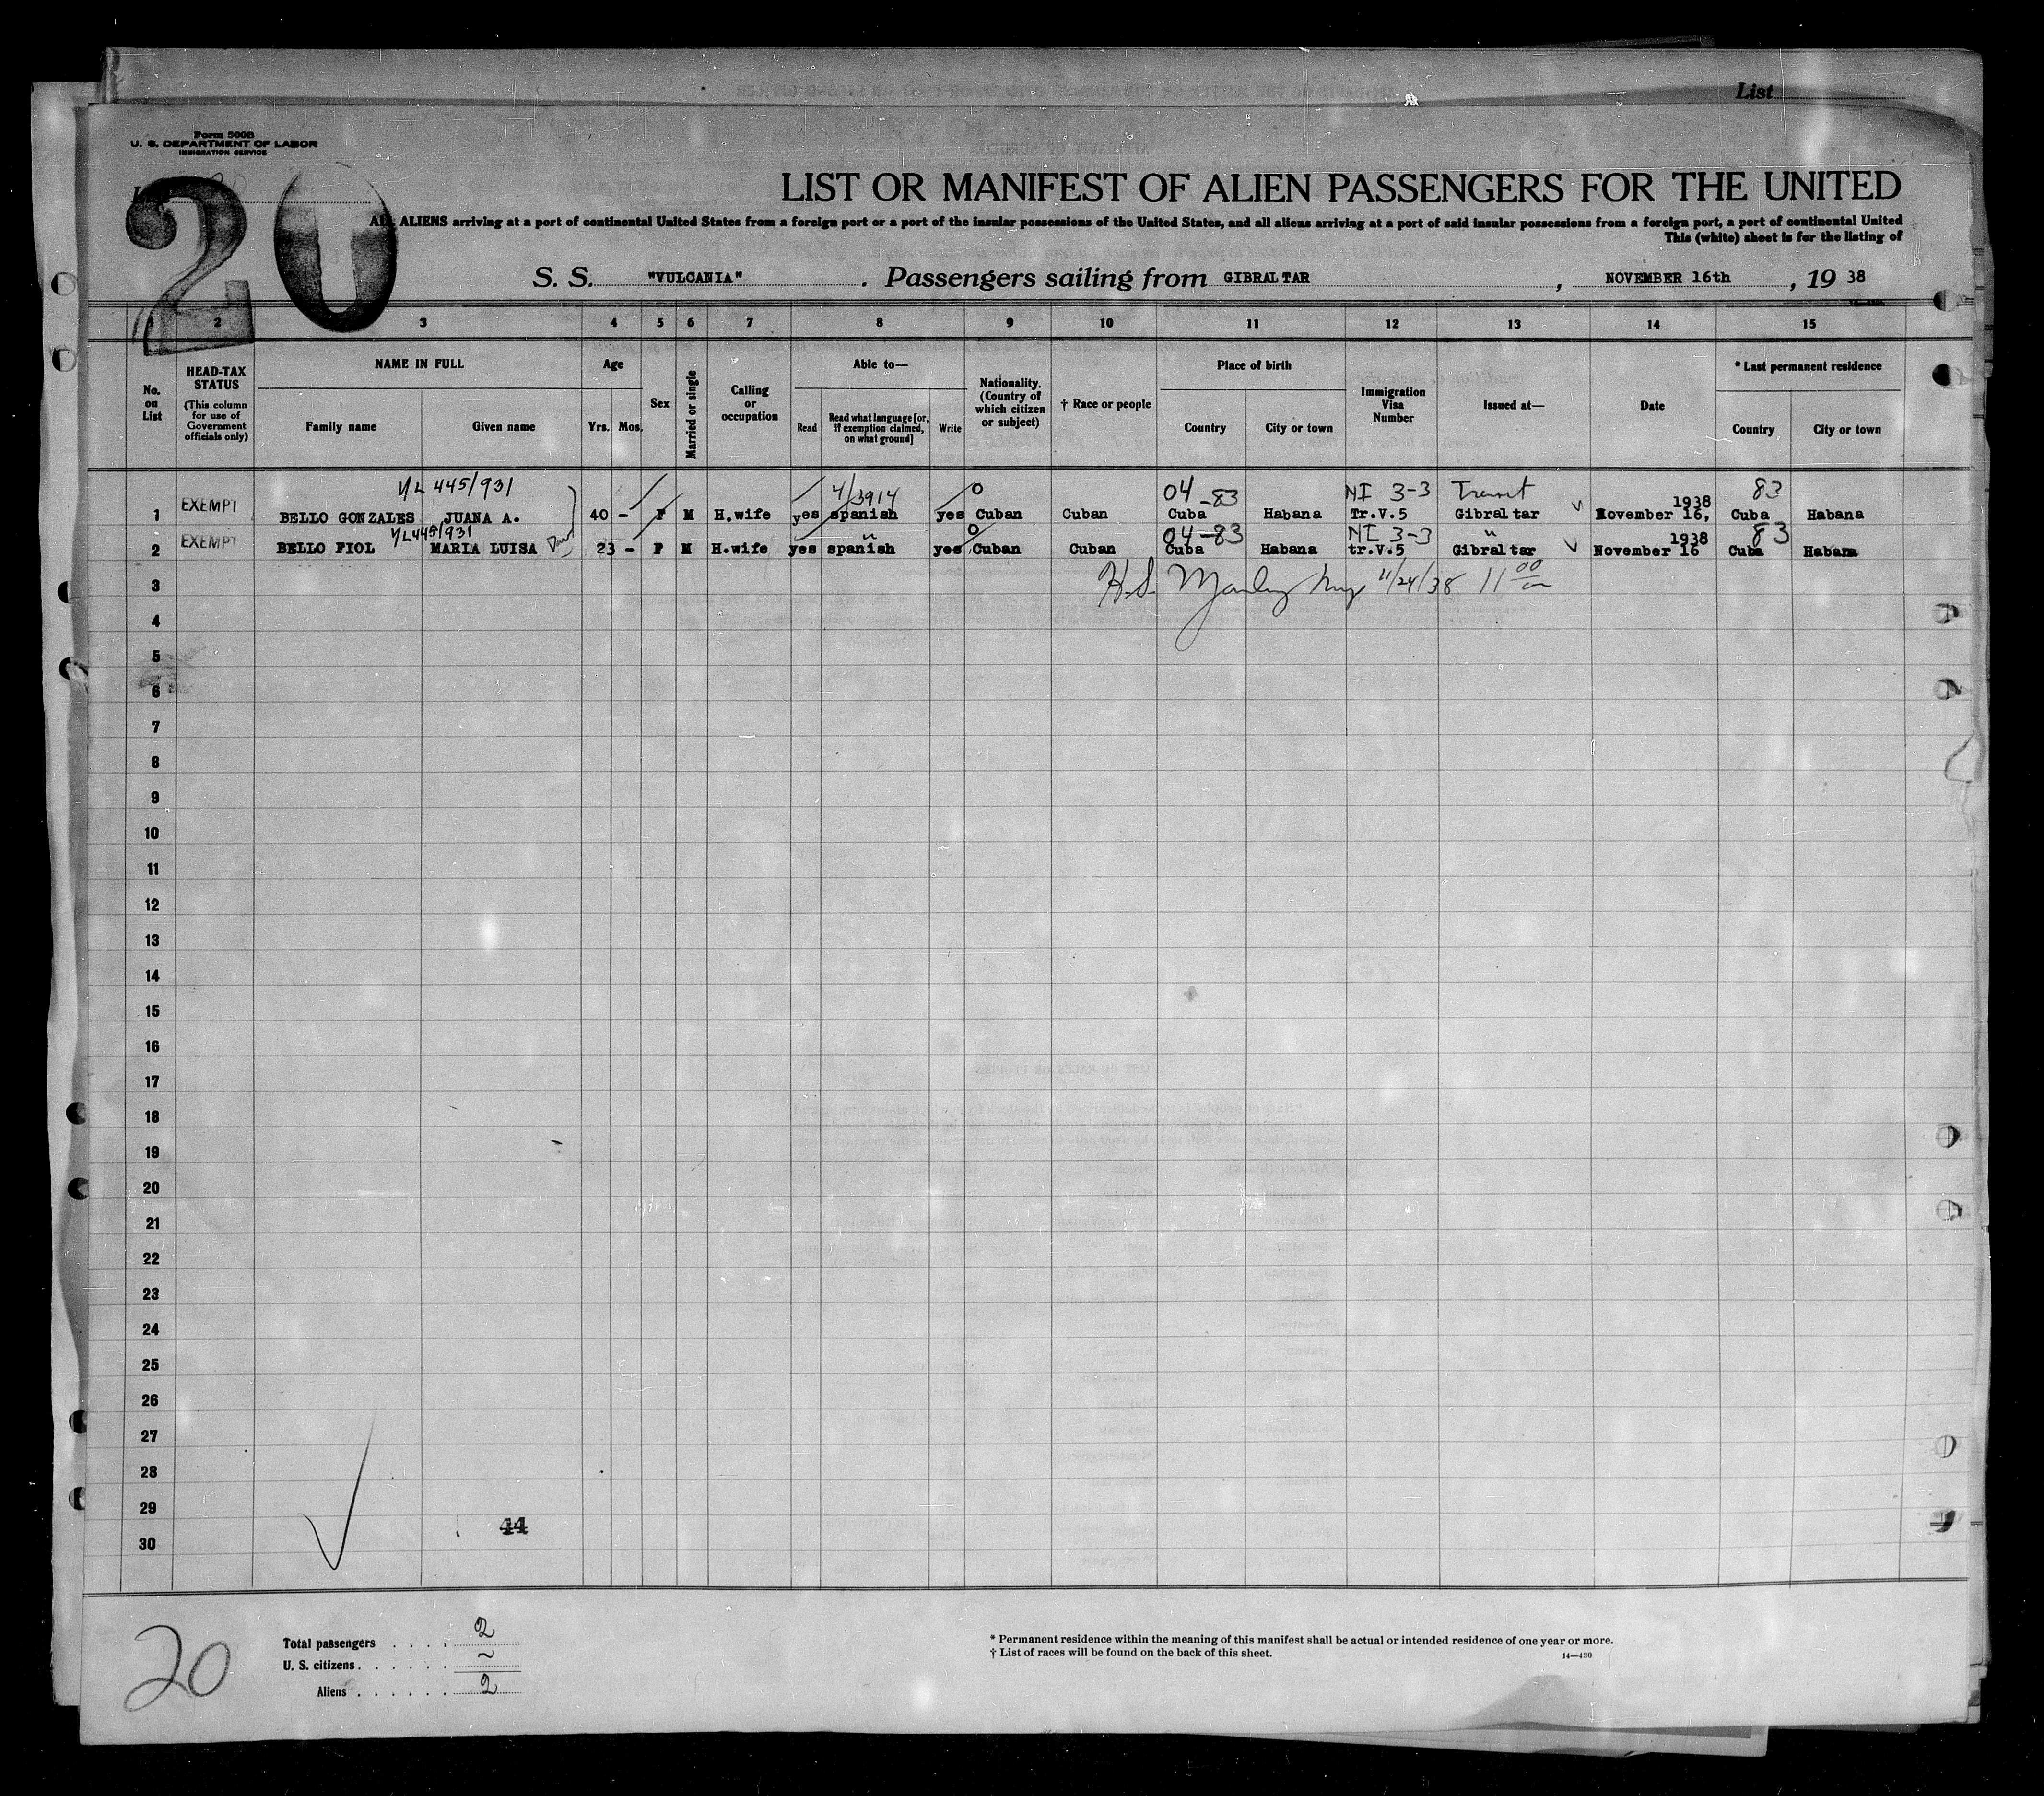 List
Form 500B
U. S. DEPARTMENT OF LABOR
IMMIGRATION SERVICE
20
LIST OR MANIFEST OF ALIEN PASSENGERS FOR THE UNITED
ALL ALIENS arriving at a port of continental United States from a foreign port or a port of the insular possessions of the United States, and all aliens arriving at a port of said insular possessions from a foreign port, a port of continental United
This (white) sheet is for the listing of
S. S. "VULCANIA". Passengers sailing from GIBRALTAR, NOVEMBER 16th, 19 38
1 2 3 4 5 6 7 8 9 10 11 12 13 14 15
No. on List
HEAD-TAX STATUS (This column for use of Government officials only)
NAME IN FULL
Family name Given name
Age
Yrs. Mos.
Sex
Married or single
Calling or occupation
Able to—
Read Read what language [or, if exemption claimed, on what ground] Write
Nationality. (Country of which citizen or subject)
† Race or people
Place of birth
Country City or town
Immigration Visa Number
Issued at—
Date
* Last permanent residence
Country City or town
445/931 4/3914 0 04 -83 NI 3-3 Transit 1938 83
1 EXEMPT BELLO GONZALES JUANA A. 40 - F M H.wife yes spanish yes Cuban Cuban Cuba Habana Tr.V.5 Gibraltar November 16, Cuba Habana
445/931 " 0 04-83 NI 3-3 " 1938 83
2 EXEMPT BELLO FIOL MARIA LUISA 23 - F M H.wife yes spanish yes Cuban Cuban Cuba Habana tr.V.5 Gibraltar November 16 Cuba Habana
3 H.S. 11/24/38 11 00
4
5
6
7
8
9
10
11
12
13
14
15
16
17
18
19
20
21
22
23
24
25
26
27
28
29
44
30
20
Total passengers . . . . 2
U. S. citizens. . . . . . . ~
Aliens . . . . . . 2
* Permanent residence within the meaning of this manifest shall be actual or intended residence of one year or more.
† List of races will be found on the back of this sheet. 14—430